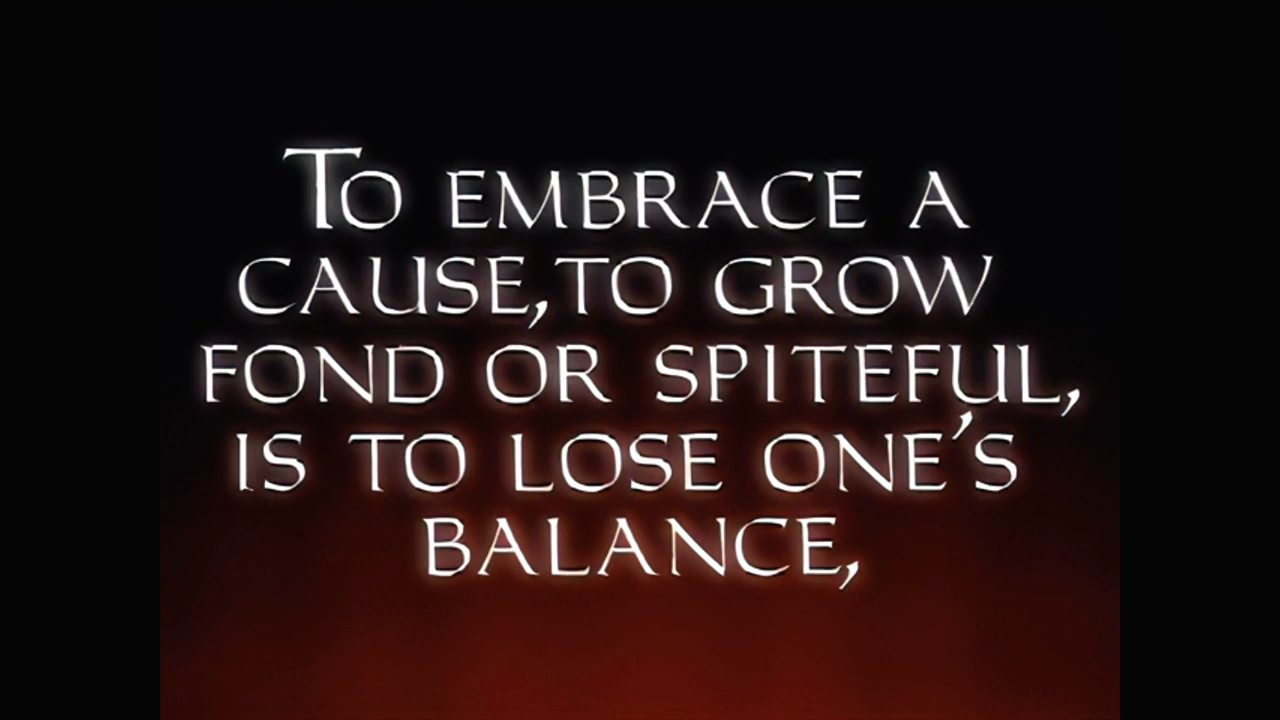 To EMBRACE A
CAUSE, TO GROW
FOND OR SPITEFUL,
IS TO LOSE ONE'S
BALANCE,